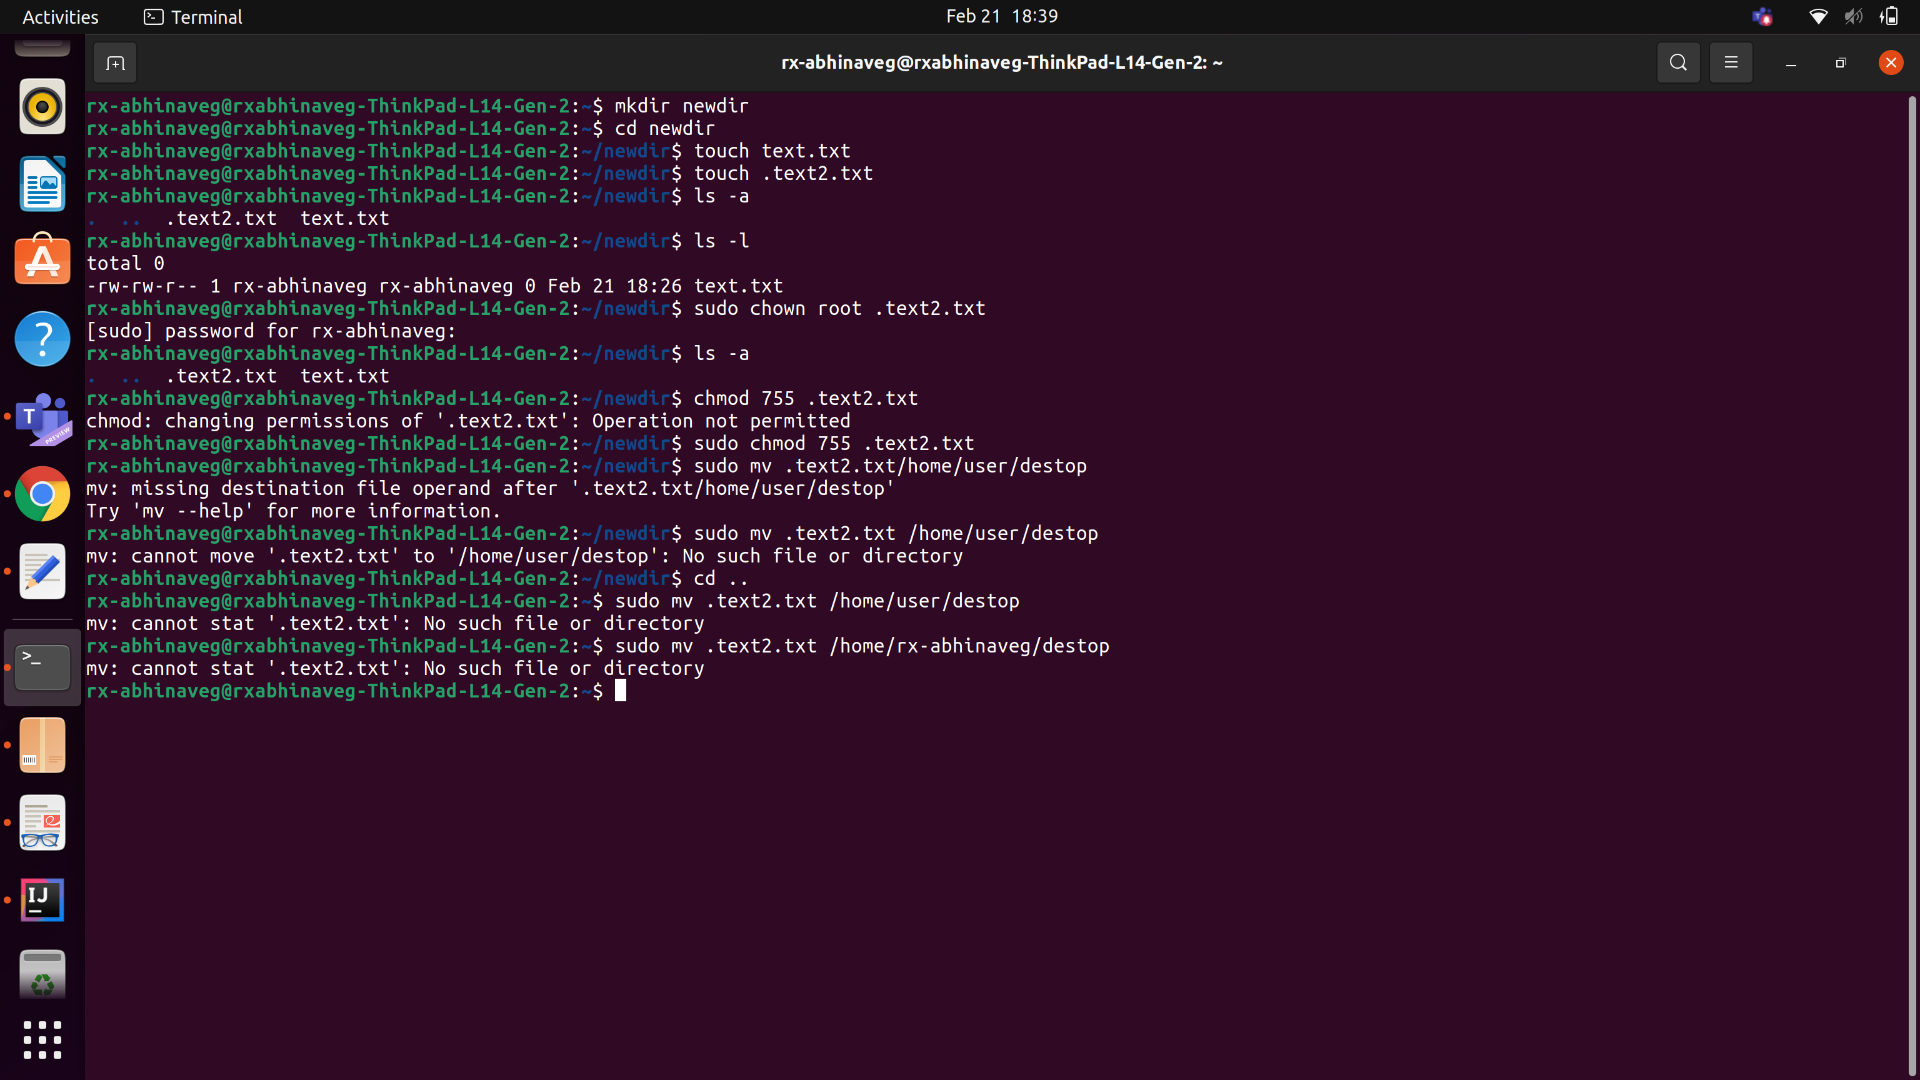 Activities
Terminal
Feb 21 18:39
rx-abhinaveg@rxabhinaveg-ThinkPad-L14-Gen-2: ~
rx-abhinaveg@rxabhinaveg-ThinkPad-L14-Gen-2:~$ mkdir newdir
rx-abhinaveg@rxabhinaveg-ThinkPad-L14-Gen-2:~$ cd newdir
rx-abhinaveg@rxabhinaveg-ThinkPad-L14-Gen-2:~/newdir$ touch text.txt
rx-abhinaveg@rxabhinaveg-ThinkPad-L14-Gen-2:~/newdir$ touch .text2.txt
rx-abhinaveg@rxabhinaveg-ThinkPad-L14-Gen-2:~/newdir$ ls -a
.  ..  .text2.txt  text.txt
rx-abhinaveg@rxabhinaveg-ThinkPad-L14-Gen-2:~/newdir$ ls -l
total 0
-rw-rw-r-- 1 rx-abhinaveg rx-abhinaveg 0 Feb 21 18:26 text.txt
rx-abhinaveg@rxabhinaveg-ThinkPad-L14-Gen-2:~/newdir$ sudo chown root .text2.txt
[sudo] password for rx-abhinaveg:
rx-abhinaveg@rxabhinaveg-ThinkPad-L14-Gen-2:~/newdir$ ls -a
.  ..  .text2.txt  text.txt
rx-abhinaveg@rxabhinaveg-ThinkPad-L14-Gen-2:~/newdir$ chmod 755 .text2.txt
chmod: changing permissions of '.text2.txt': Operation not permitted
rx-abhinaveg@rxabhinaveg-ThinkPad-L14-Gen-2:~/newdir$ sudo chmod 755 .text2.txt
rx-abhinaveg@rxabhinaveg-ThinkPad-L14-Gen-2:~/newdir$ sudo mv .text2.txt/home/user/destop
mv: missing destination file operand after '.text2.txt/home/user/destop'
Try 'mv --help' for more information.
rx-abhinaveg@rxabhinaveg-ThinkPad-L14-Gen-2:~/newdir$ sudo mv .text2.txt /home/user/destop
mv: cannot move '.text2.txt' to '/home/user/destop': No such file or directory
rx-abhinaveg@rxabhinaveg-ThinkPad-L14-Gen-2:~/newdir$ cd ..
rx-abhinaveg@rxabhinaveg-ThinkPad-L14-Gen-2:~$ sudo mv .text2.txt /home/user/destop
mv: cannot stat '.text2.txt': No such file or directory
rx-abhinaveg@rxabhinaveg-ThinkPad-L14-Gen-2:~$ sudo mv .text2.txt /home/rx-abhinaveg/destop
mv: cannot stat '.text2.txt': No such file or directory
rx-abhinaveg@rxabhinaveg-ThinkPad-L14-Gen-2:~$
T
PREVIEW
>_
IJ